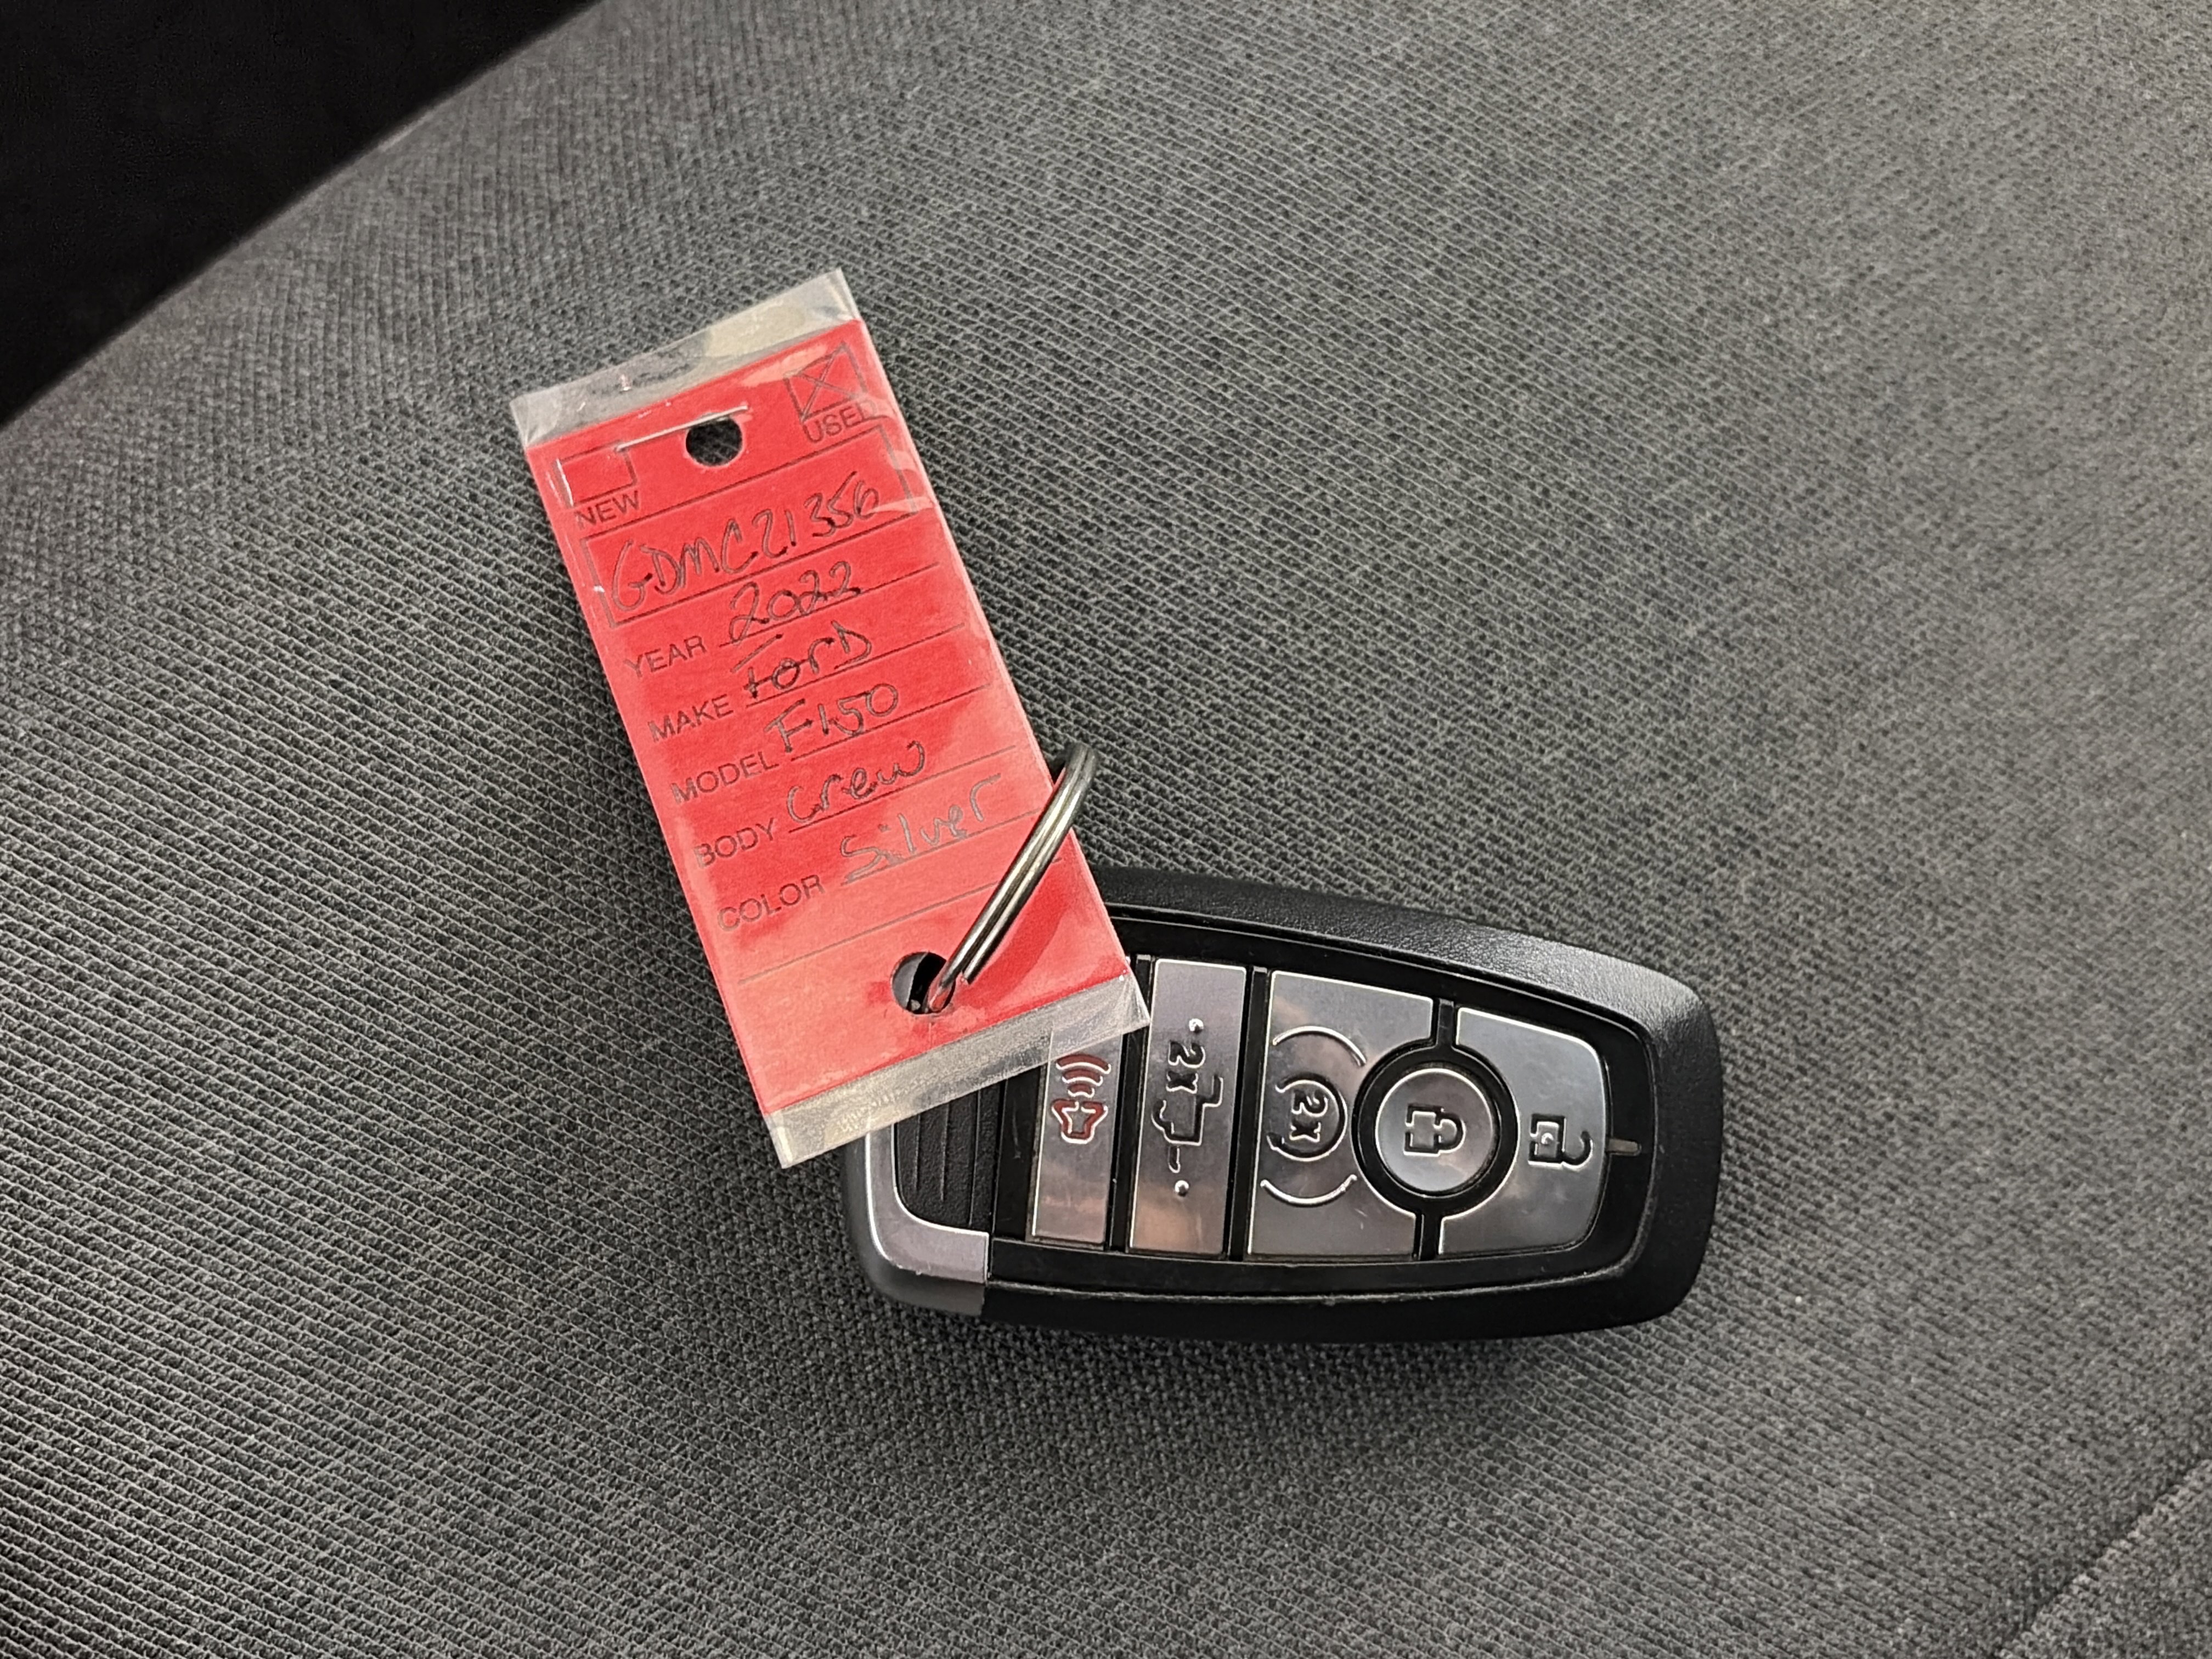 USED
NEW
GDMC21356
YEAR 2022
MAKE Ford
MODEL F150
BODY crew
COLOR Silver
2x
2x